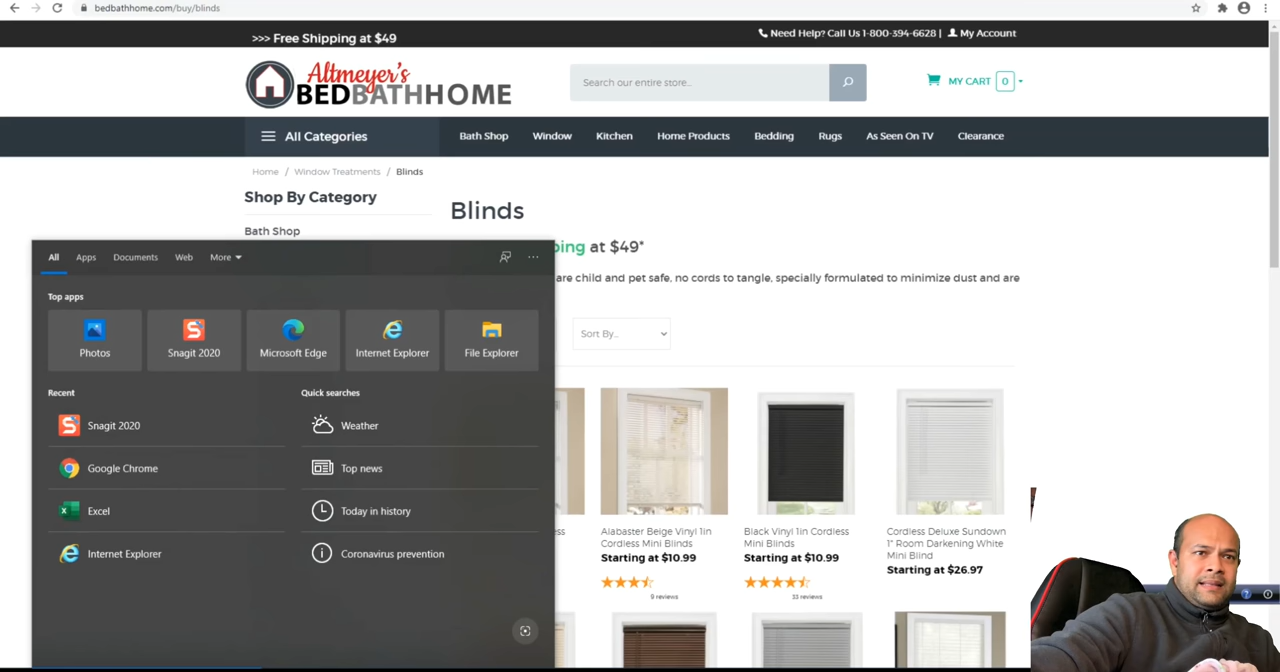 bedbathhome.com/buy/blinds
>>> Free Shipping at $49
Need Help? Call Us 1-800-394-6628 | My Account
Altmeyer's
BEDBATHHOME
Search our entire store...
MY CART 0
All Categories
Bath Shop Window Kitchen Home Products Bedding Rugs As Seen On TV Clearance
Home / Window Treatments / Blinds
Shop By Category
Blinds
Bath Shop
ping at $49*
All Apps Documents Web More
are child and pet safe, no cords to tangle, specially formulated to minimize dust and are
Top apps
Sort By...
Photos Snagit 2020 Microsoft Edge Internet Explorer File Explorer
Recent Quick searches
Snagit 2020 Weather
Google Chrome Top news
Excel Today in history
Internet Explorer Coronavirus prevention
ess
Alabaster Beige Vinyl 1in
Cordless Mini Blinds
Starting at $10.99
9 reviews
Black Vinyl 1in Cordless
Mini Blinds
Starting at $10.99
33 reviews
Cordless Deluxe Sundown
1" Room Darkening White
Mini Blind
Starting at $26.97